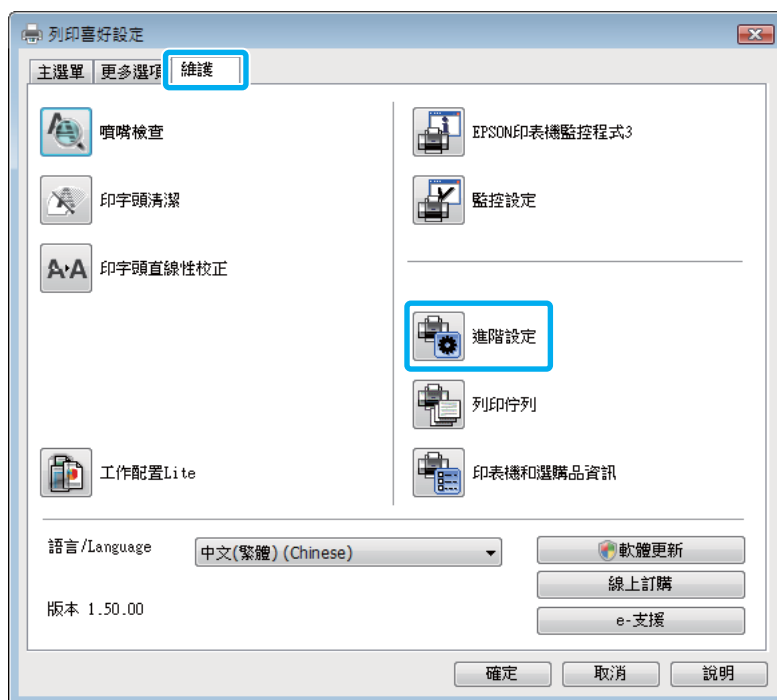 列印喜好設定
主選單 更多選項 維護
噴嘴檢查
印字頭清潔
印字頭直線性校正
工作配置Lite
EPSON印表機監控程式3
監控設定
進階設定
列印佇列
印表機和選購品資訊
語言/Language 中文(繁體) (Chinese)
版本 1.50.00
軟體更新
線上訂購
e-支援
確定 取消 說明